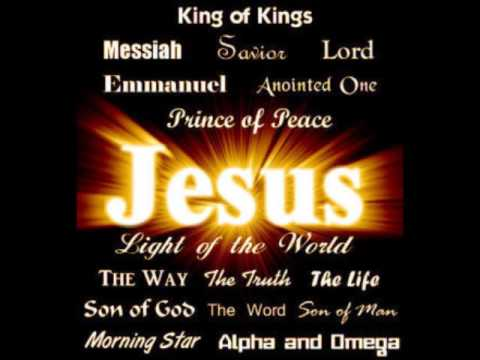 King of Kings
Messiah Savior Lord
Emmanuel Anointed One
Prince of Peace
Jesus
Light of the World
The Way The Truth The Life
Son of God The Word Son of Man
Morning Star Alpha and Omega